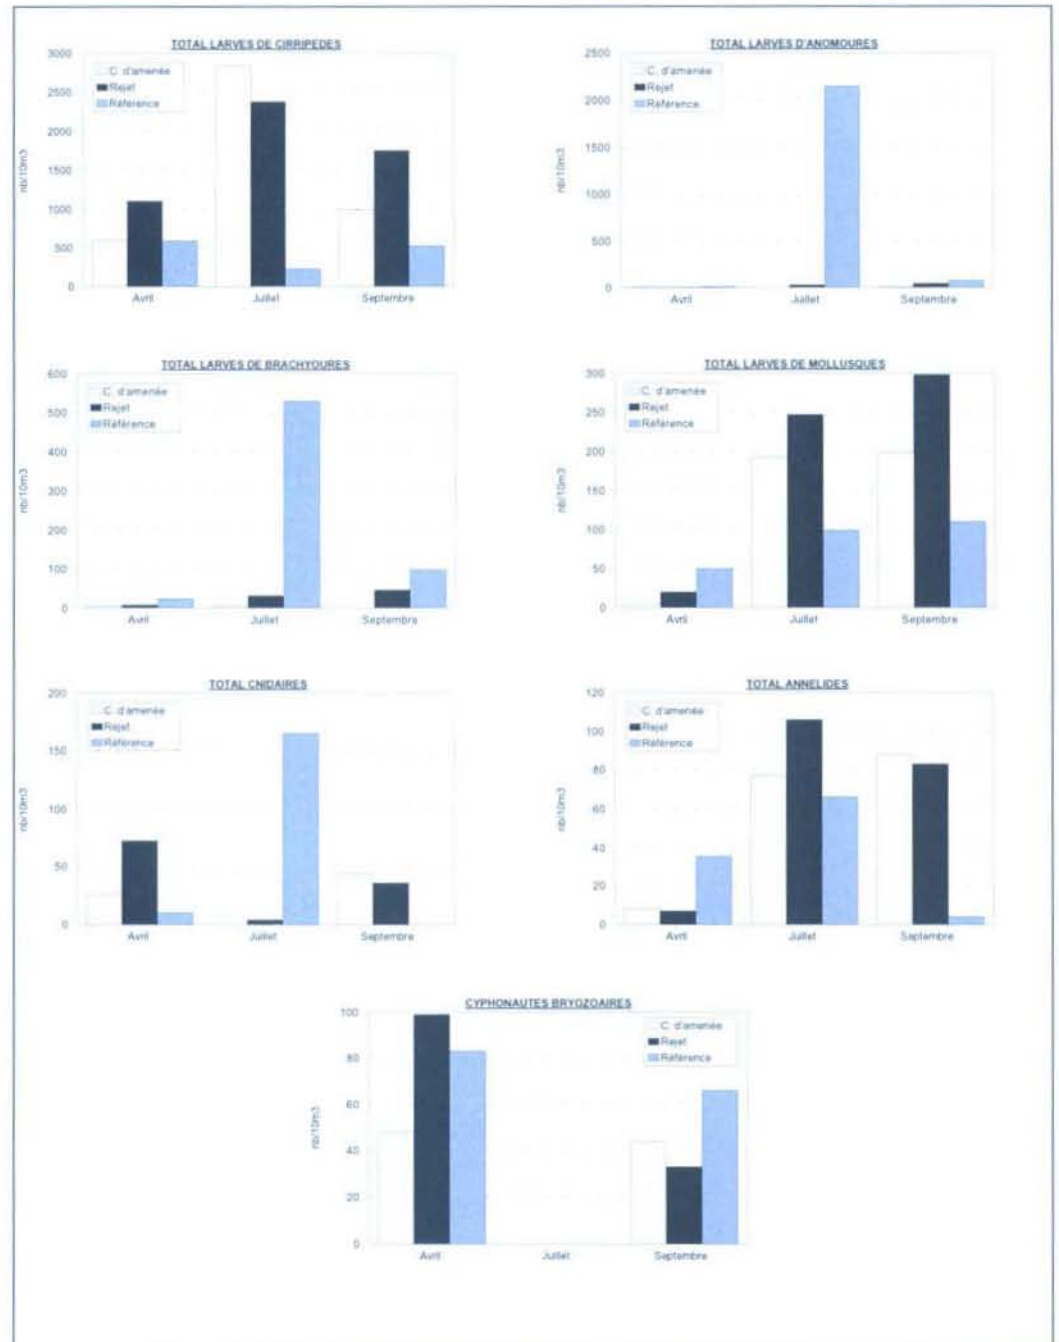 TOTAL LARVES DE CIRRIPEDES
3000
2500
2000
1500
1000
500
0
nb/10m3
C. d'amenée
Rejet
Référence
Avril
Juillet
Septembre
TOTAL LARVES D'ANOMOURES
2500
2000
1500
1000
500
0
nb/10m3
C. d'amenée
Rejet
Référence
Avril
Juillet
Septembre
TOTAL LARVES DE BRACHYOURES
600
500
400
300
200
100
0
nb/10m3
C. d'amenée
Rejet
Référence
Avril
Juillet
Septembre
TOTAL LARVES DE MOLLUSQUES
300
250
200
150
100
50
0
nb/10m3
C. d'amenée
Rejet
Référence
Avril
Juillet
Septembre
TOTAL CNIDAIRES
200
150
100
50
0
nb/10m3
C. d'amenée
Rejet
Référence
Avril
Juillet
Septembre
TOTAL ANNELIDES
120
100
80
60
40
20
0
nb/10m3
C. d'amenée
Rejet
Référence
Avril
Juillet
Septembre
CYPHONAUTES BRYOZOAIRES
100
80
60
40
20
0
nb/10m3
C. d'amenée
Rejet
Référence
Avril
Juillet
Septembre